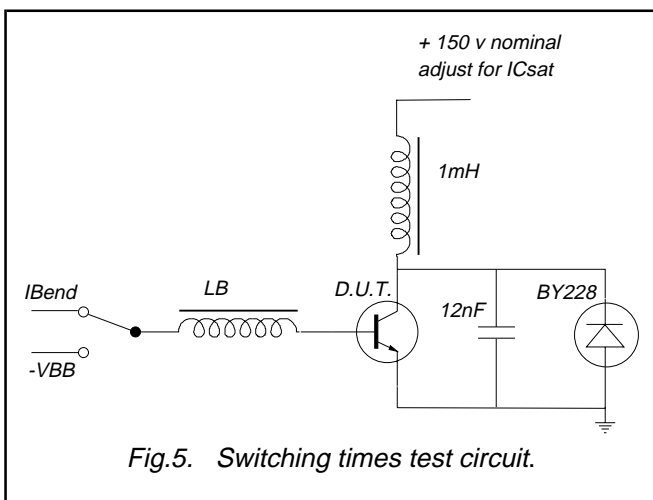 + 150 v nominal
adjust for ICsat
1mH
IBend
LB
D.U.T.
12nF
BY228
-VBB
Fig.5. Switching times test circuit.